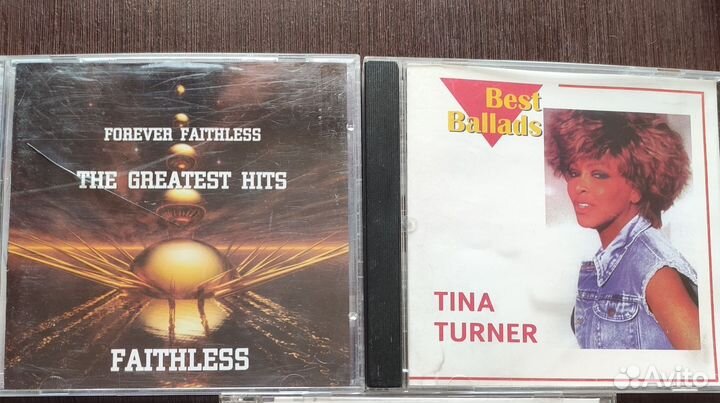 FOREVER FAITHLESS
THE GREATEST HITS
FAITHLESS
Best
Ballads
TINA
TURNER
Avito